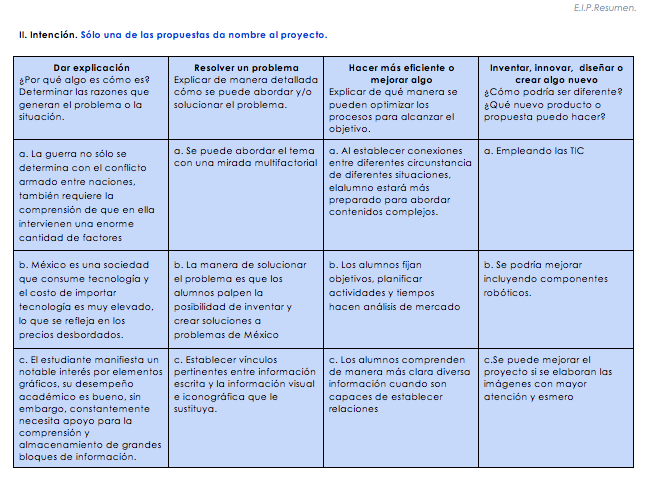 E.I.P.Resumen.
II. Intención. Sólo una de las propuestas da nombre al proyecto.
Dar explicación
¿Por qué algo es cómo es?
Determinar las razones que
generan el problema o la
situación.
Resolver un problema
Explicar de manera detallada
cómo se puede abordar y/o
solucionar el problema.
Hacer más eficiente o
mejorar algo
Explicar de qué manera se
pueden optimizar los
procesos para alcanzar el
objetivo.
Inventar, innovar, diseñar o
crear algo nuevo
¿Cómo podría ser diferente?
¿Qué nuevo producto o
propuesta puedo hacer?
a. La guerra no sólo se
determina con el conflicto
armado entre naciones,
también requiere la
comprensión de que en ella
intervienen una enorme
cantidad de factores
a. Se puede abordar el tema
con una mirada multifactorial
a. Al establecer conexiones
entre diferentes circunstancia
de diferentes situaciones,
elalumno estará más
preparado para abordar
contenidos complejos.
a. Empleando las TIC
b. México es una sociedad
que consume tecnología y
el costo de importar
tecnología es muy elevado,
lo que se refleja en los
precios desbordados.
b. La manera de solucionar
el problema es que los
alumnos palpen la
posibilidad de inventar y
crear soluciones a
problemas de México
b. Los alumnos fijan
objetivos, planificar
actividades y tiempos
hacen análisis de mercado
b. Se podría mejorar
incluyendo componentes
robóticos.
c. El estudiante manifiesta un
notable interés por elementos
gráficos, su desempeño
académico es bueno, sin
embargo, constantemente
necesita apoyo para la
comprensión y
almacenamiento de grandes
bloques de información.
c. Establecer vínculos
pertinentes entre información
escrita y la información visual
e iconográfica que le
sustituya.
c. Los alumnos comprenden
de manera más clara diversa
información cuando son
capaces de establecer
relaciones
c.Se puede mejorar el
proyecto si se elaboran las
imágenes con mayor
atención y esmero